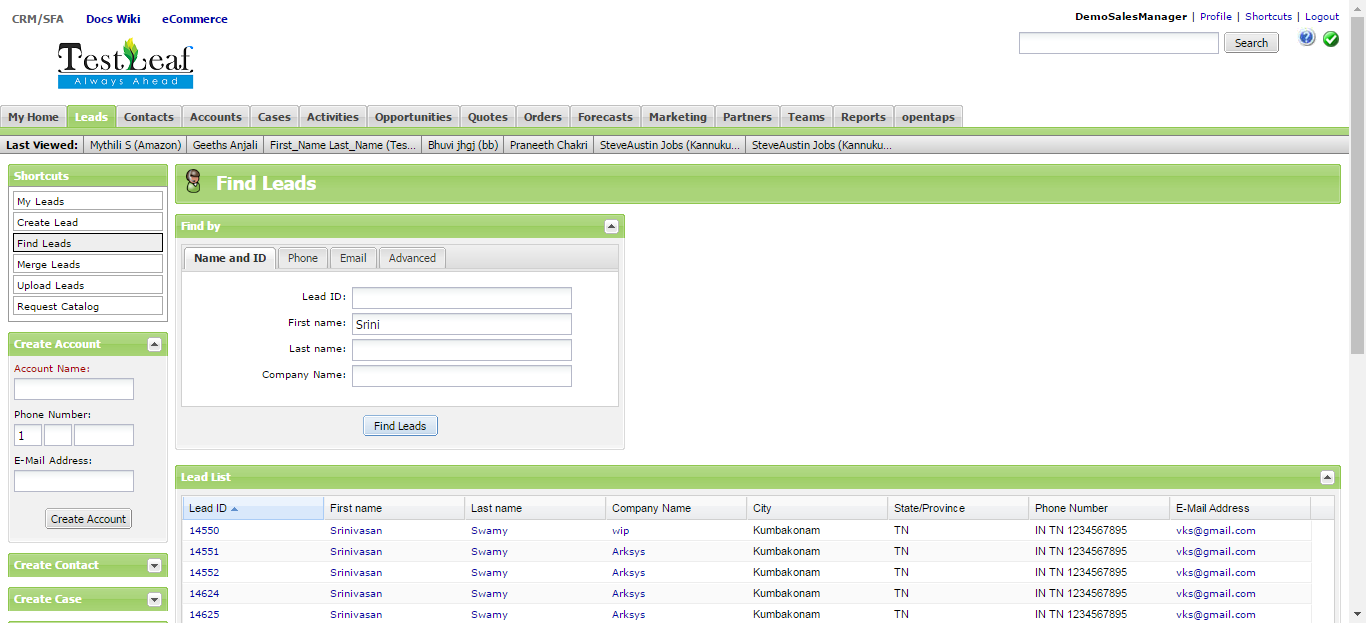 CRM/SFA Docs Wiki eCommerce
DemoSalesManager | Profile | Shortcuts | Logout
TestLeaf
Always Ahead
Search
My Home Leads Contacts Accounts Cases Activities Opportunities Quotes Orders Forecasts Marketing Partners Teams Reports opentaps
Last Viewed: Mythili S (Amazon) Geeths Anjali First_Name Last_Name (Tes... Bhuvi jhgj (bb) Praneeth Chakri SteveAustin Jobs (Kannuku... SteveAustin Jobs (Kannuku...
Shortcuts
My Leads
Create Lead
Find Leads
Merge Leads
Upload Leads
Request Catalog
Create Account
Account Name:
Phone Number:
1
E-Mail Address:
Create Account
Create Contact
Create Case
Find Leads
Find by
Name and ID Phone Email Advanced
Lead ID:
First name: Srini
Last name:
Company Name:
Find Leads
Lead List
Lead ID First name Last name Company Name City State/Province Phone Number E-Mail Address
14550 Srinivasan Swamy wip Kumbakonam TN IN TN 1234567895 vks@gmail.com
14551 Srinivasan Swamy Arksys Kumbakonam TN IN TN 1234567895 vks@gmail.com
14552 Srinivasan Swamy Arksys Kumbakonam TN IN TN 1234567895 vks@gmail.com
14624 Srinivasan Swamy Arksys Kumbakonam TN IN TN 1234567895 vks@gmail.com
14625 Srinivasan Swamy Arksys Kumbakonam TN IN TN 1234567895 vks@gmail.com